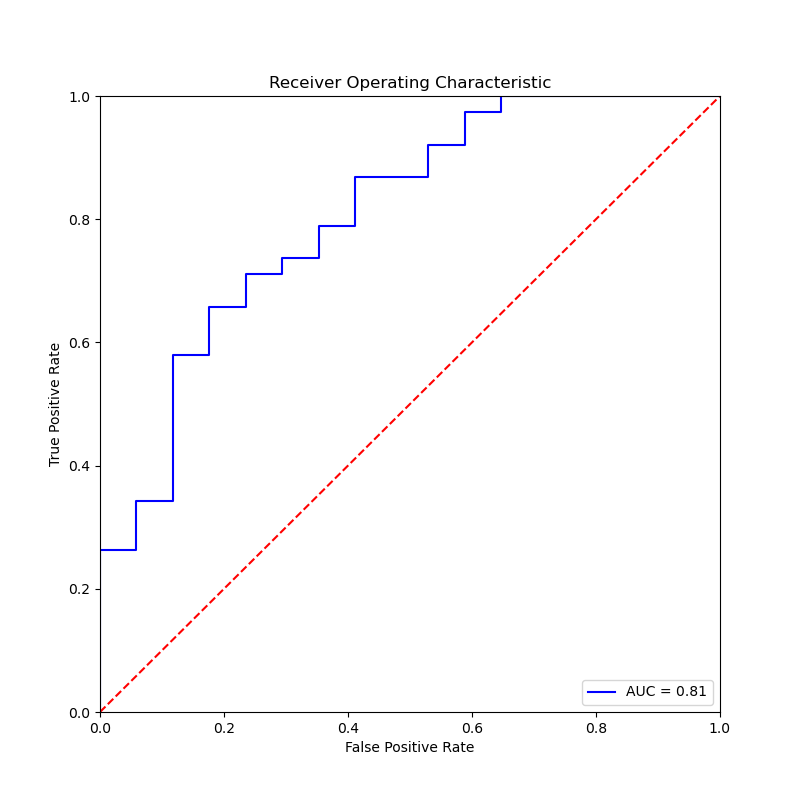 Receiver Operating Characteristic
1.0
0.8
0.6
0.4
0.2
0.0
True Positive Rate
AUC = 0.81
0.0 0.2 0.4 0.6 0.8 1.0
False Positive Rate